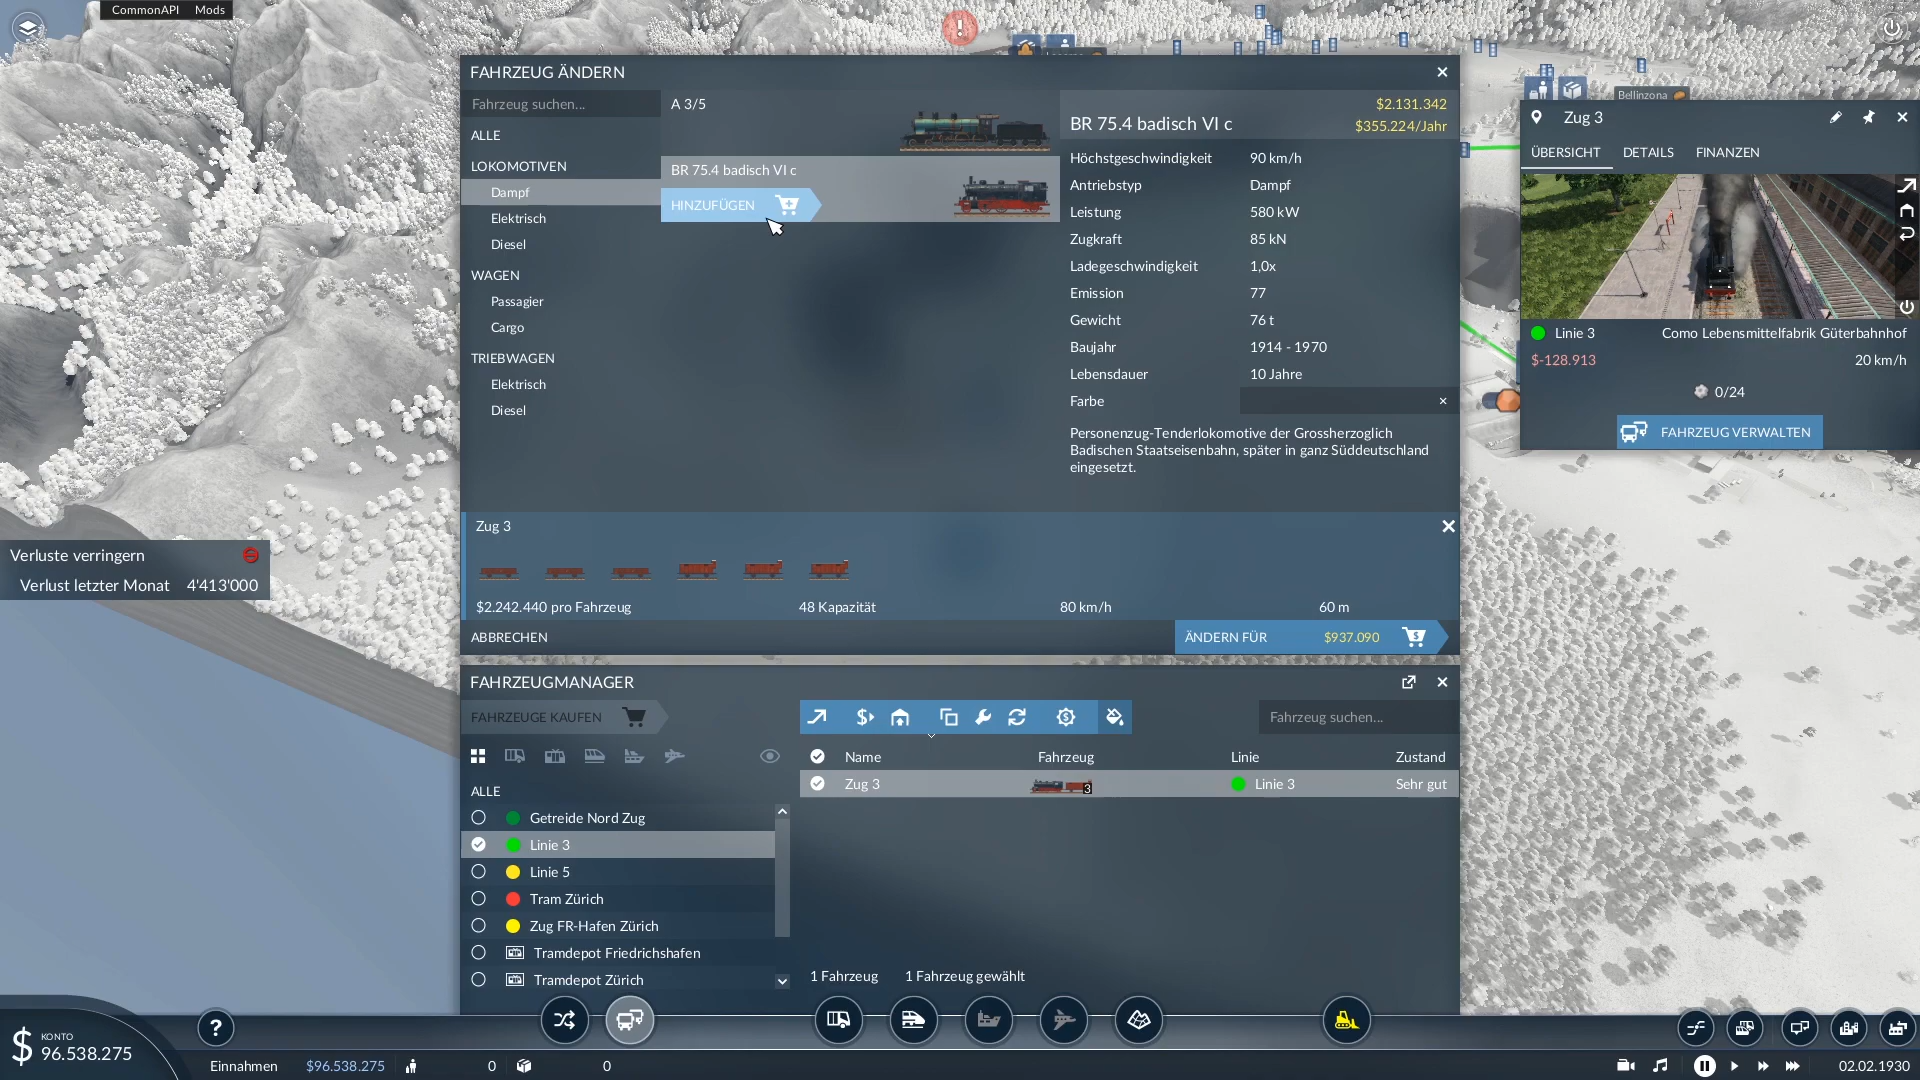 CommonAPI Mods
Bellinzona
FAHRZEUG ÄNDERN
Fahrzeug suchen...
ALLE
LOKOMOTIVEN
Dampf
Elektrisch
Diesel
WAGEN
Passagier
Cargo
TRIEBWAGEN
Elektrisch
Diesel
A 3/5
BR 75.4 badisch VI c
HINZUFÜGEN
$2.131.342
BR 75.4 badisch VI c
$355.224/Jahr
Höchstgeschwindigkeit 90 km/h
Antriebstyp Dampf
Leistung 580 kW
Zugkraft 85 kN
Ladegeschwindigkeit 1,0x
Emission 77
Gewicht 76 t
Baujahr 1914 - 1970
Lebensdauer 10 Jahre
Farbe
Personenzug-Tenderlokomotive der Grossherzoglich
Badischen Staatseisenbahn, später in ganz Süddeutschland
eingesetzt.
Zug 3
$2.242.440 pro Fahrzeug 48 Kapazität 80 km/h 60 m
ABBRECHEN
ÄNDERN FÜR $937.090
Zug 3
ÜBERSICHT DETAILS FINANZEN
Linie 3 Como Lebensmittelfabrik Güterbahnhof
$-128.913 20 km/h
0/24
FAHRZEUG VERWALTEN
Verluste verringern
Verlust letzter Monat 4'413'000
FAHRZEUGMANAGER
FAHRZEUGE KAUFEN
Fahrzeug suchen...
ALLE
Getreide Nord Zug
Linie 3
Linie 5
Tram Zürich
Zug FR-Hafen Zürich
Tramdepot Friedrichshafen
Tramdepot Zürich
Name Fahrzeug Linie Zustand
Zug 3 3 Linie 3 Sehr gut
1 Fahrzeug 1 Fahrzeug gewählt
KONTO
$ 96.538.275
?
Einnahmen $96.538.275 0 0
02.02.1930